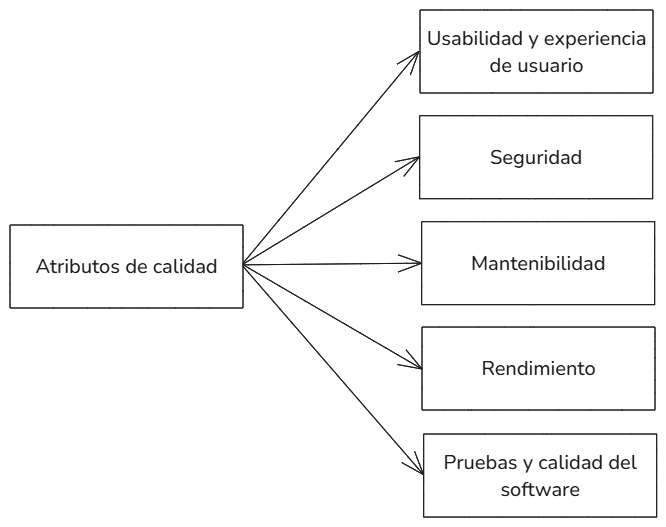 Usabilidad y experiencia
de usuario
Seguridad
Atributos de calidad
Mantenibilidad
Rendimiento
Pruebas y calidad del
software